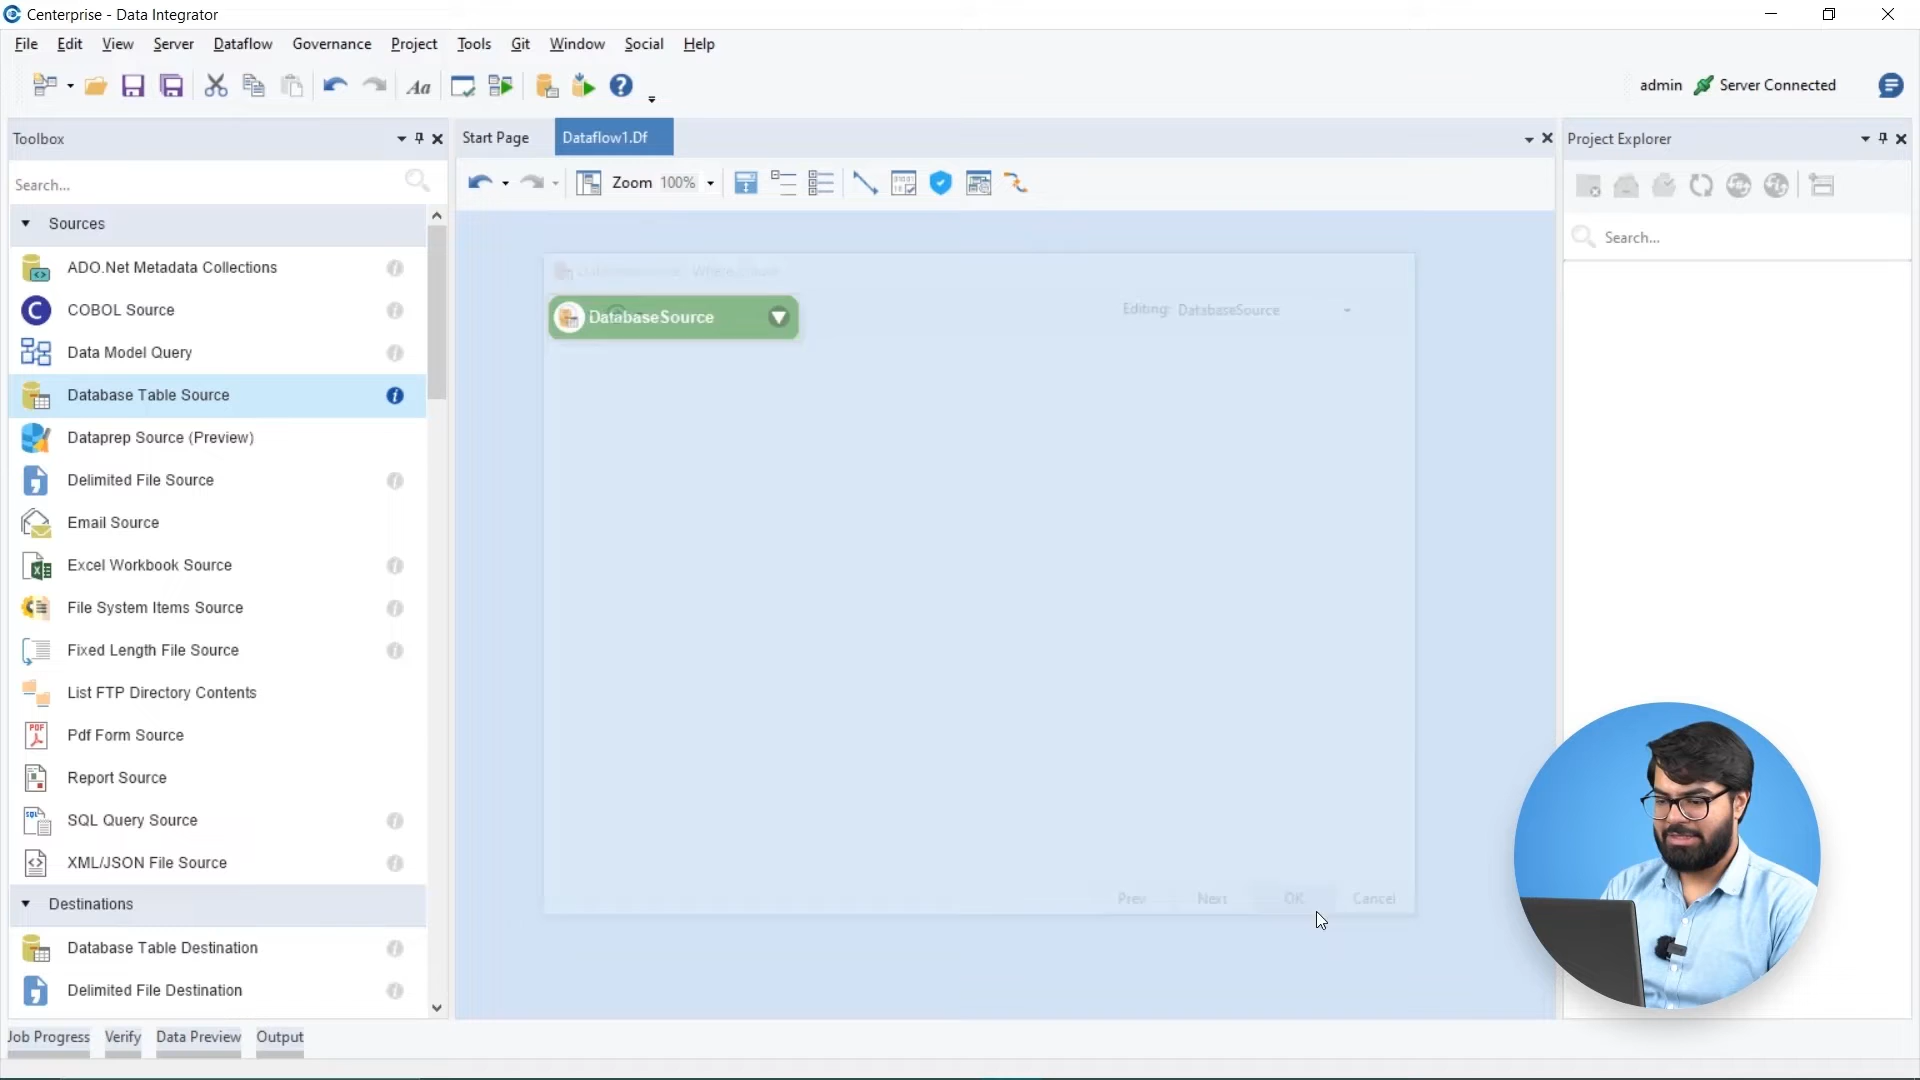 Centerprise - Data Integrator
File Edit View Server Dataflow Governance Project Tools Git Window Social Help
Aa
admin Server Connected
Toolbox
Start Page Dataflow1.Df
Project Explorer
Search...
Zoom 100%
Search...
Sources
ADO.Net Metadata Collections
COBOL Source
Data Model Query
Database Table Source
Dataprep Source (Preview)
Delimited File Source
Email Source
Excel Workbook Source
File System Items Source
Fixed Length File Source
List FTP Directory Contents
PDF
Pdf Form Source
Report Source
SQL
SQL Query Source
XML/JSON File Source
Destinations
Database Table Destination
Delimited File Destination
DatabaseSource
Editing: DatabaseSource
Prev Next OK Cancel
Job Progress Verify Data Preview Output